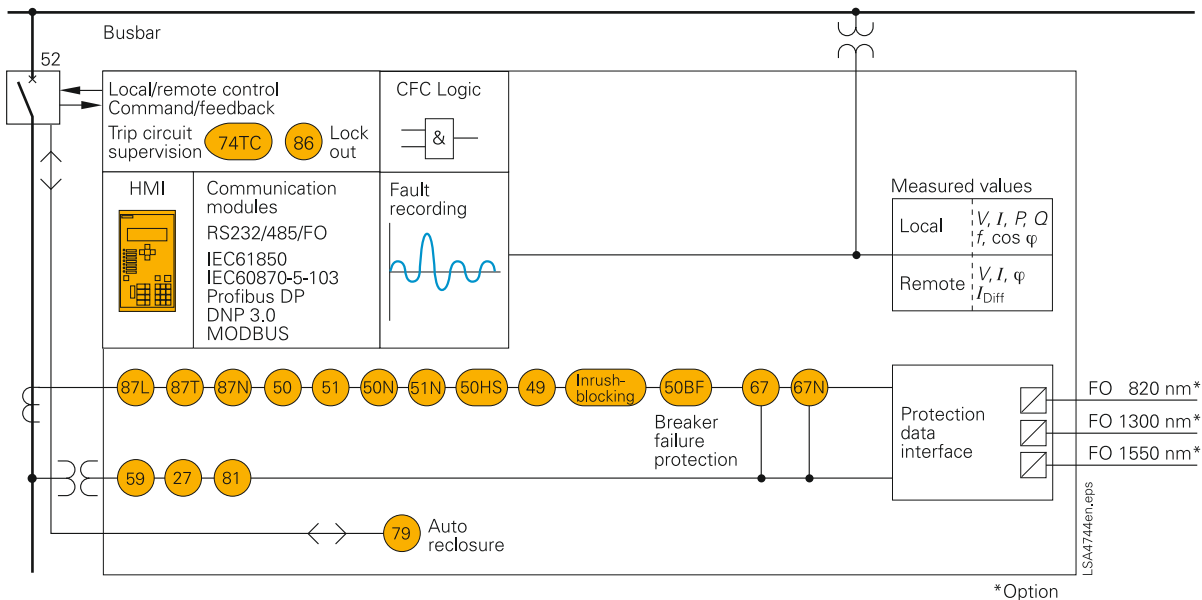 Busbar
52
Local/remote control
Command/feedback
Trip circuit
supervision
74TC
86
Lock
out
CFC Logic
&
HMI
Communication
modules
RS232/485/FO
IEC61850
IEC60870-5-103
Profibus DP
DNP 3.0
MODBUS
Fault
recording
Measured values
Local
V, I, P, Q
f, cos φ
Remote
V, I, φ
IDiff
87L
87T
87N
50
51
50N
51N
50HS
49
Inrush-
blocking
50BF
67
67N
Breaker
failure
protection
Protection
data
interface
FO 820 nm*
FO 1300 nm*
FO 1550 nm*
59
27
81
79
Auto
reclosure
LSA4744en.eps
*Option